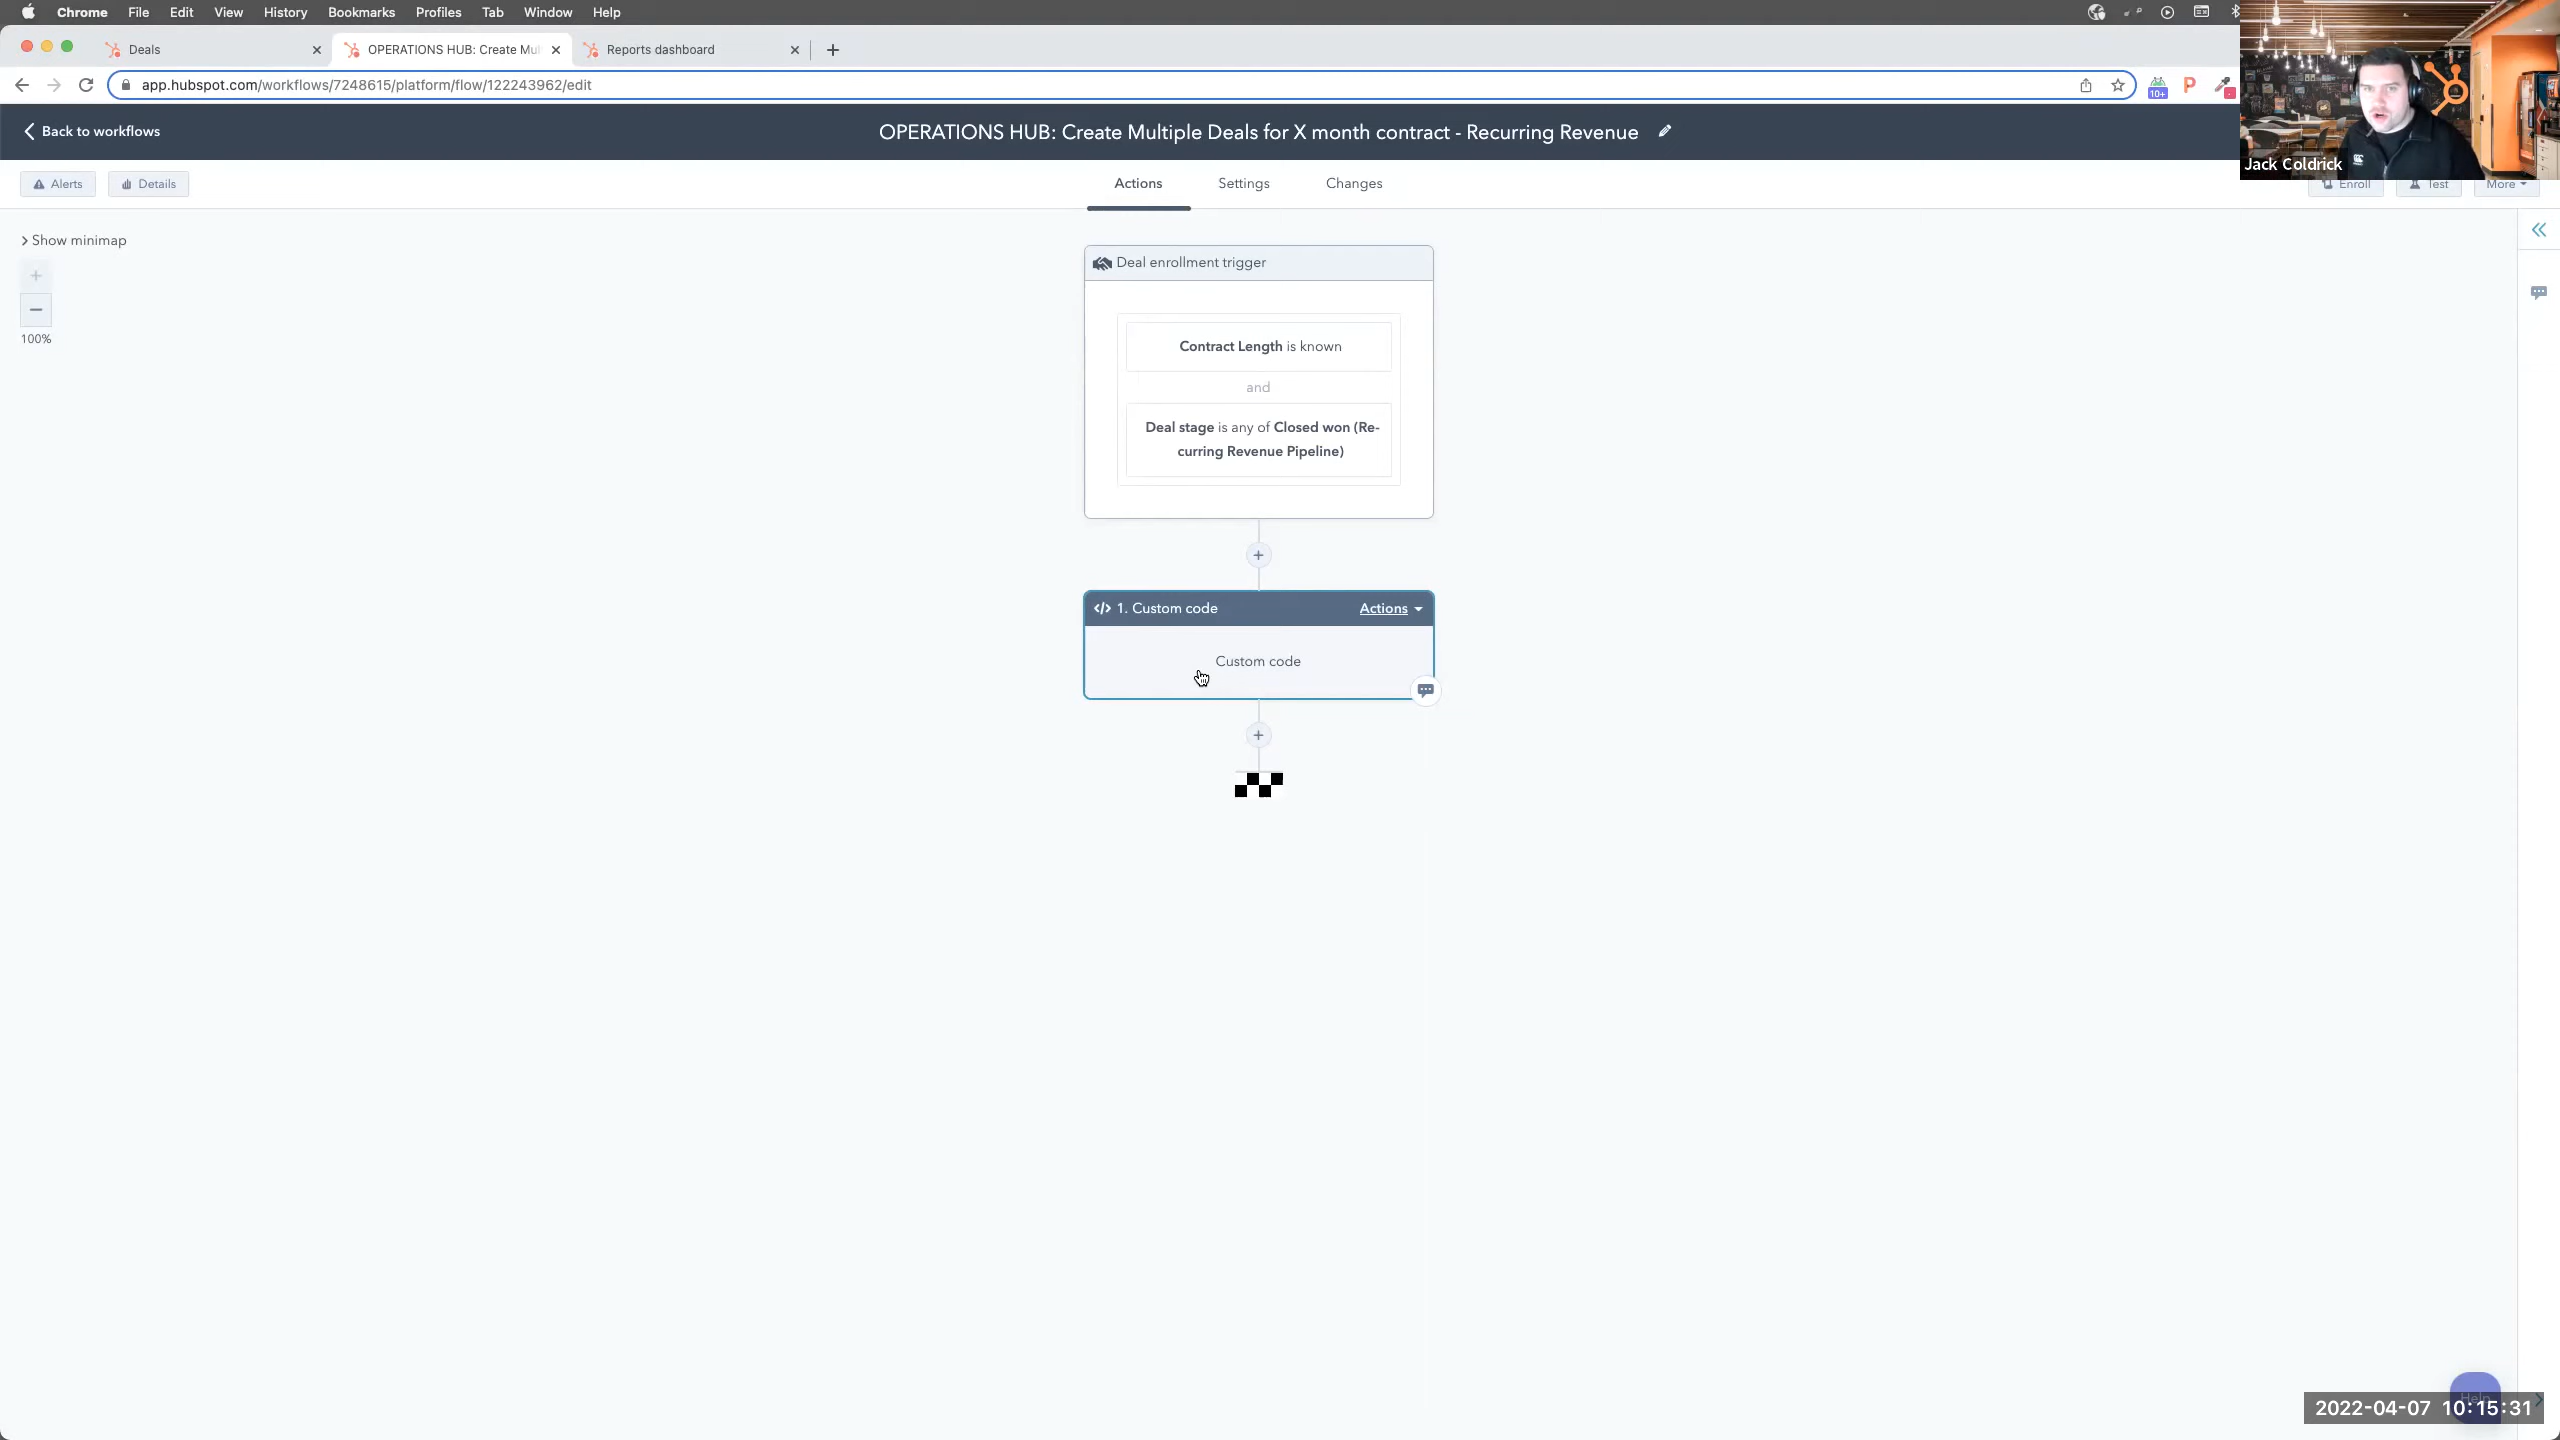 Chrome File Edit View History Bookmarks Profiles Tab Window Help
Deals
OPERATIONS HUB: Create Mul
Reports dashboard
app.hubspot.com/workflows/7248615/platform/flow/122243962/edit
10+
P
Back to workflows
OPERATIONS HUB: Create Multiple Deals for X month contract - Recurring Revenue
Jack Coldrick
Alerts
Details
Actions
Settings
Changes
Enroll
Test
More
Show minimap
+
−
100%
Deal enrollment trigger
Contract Length is known
and
Deal stage is any of Closed won (Re-
curring Revenue Pipeline)
+
</> 1. Custom code
Actions
Custom code
+
Help
2022-04-07 10:15:31